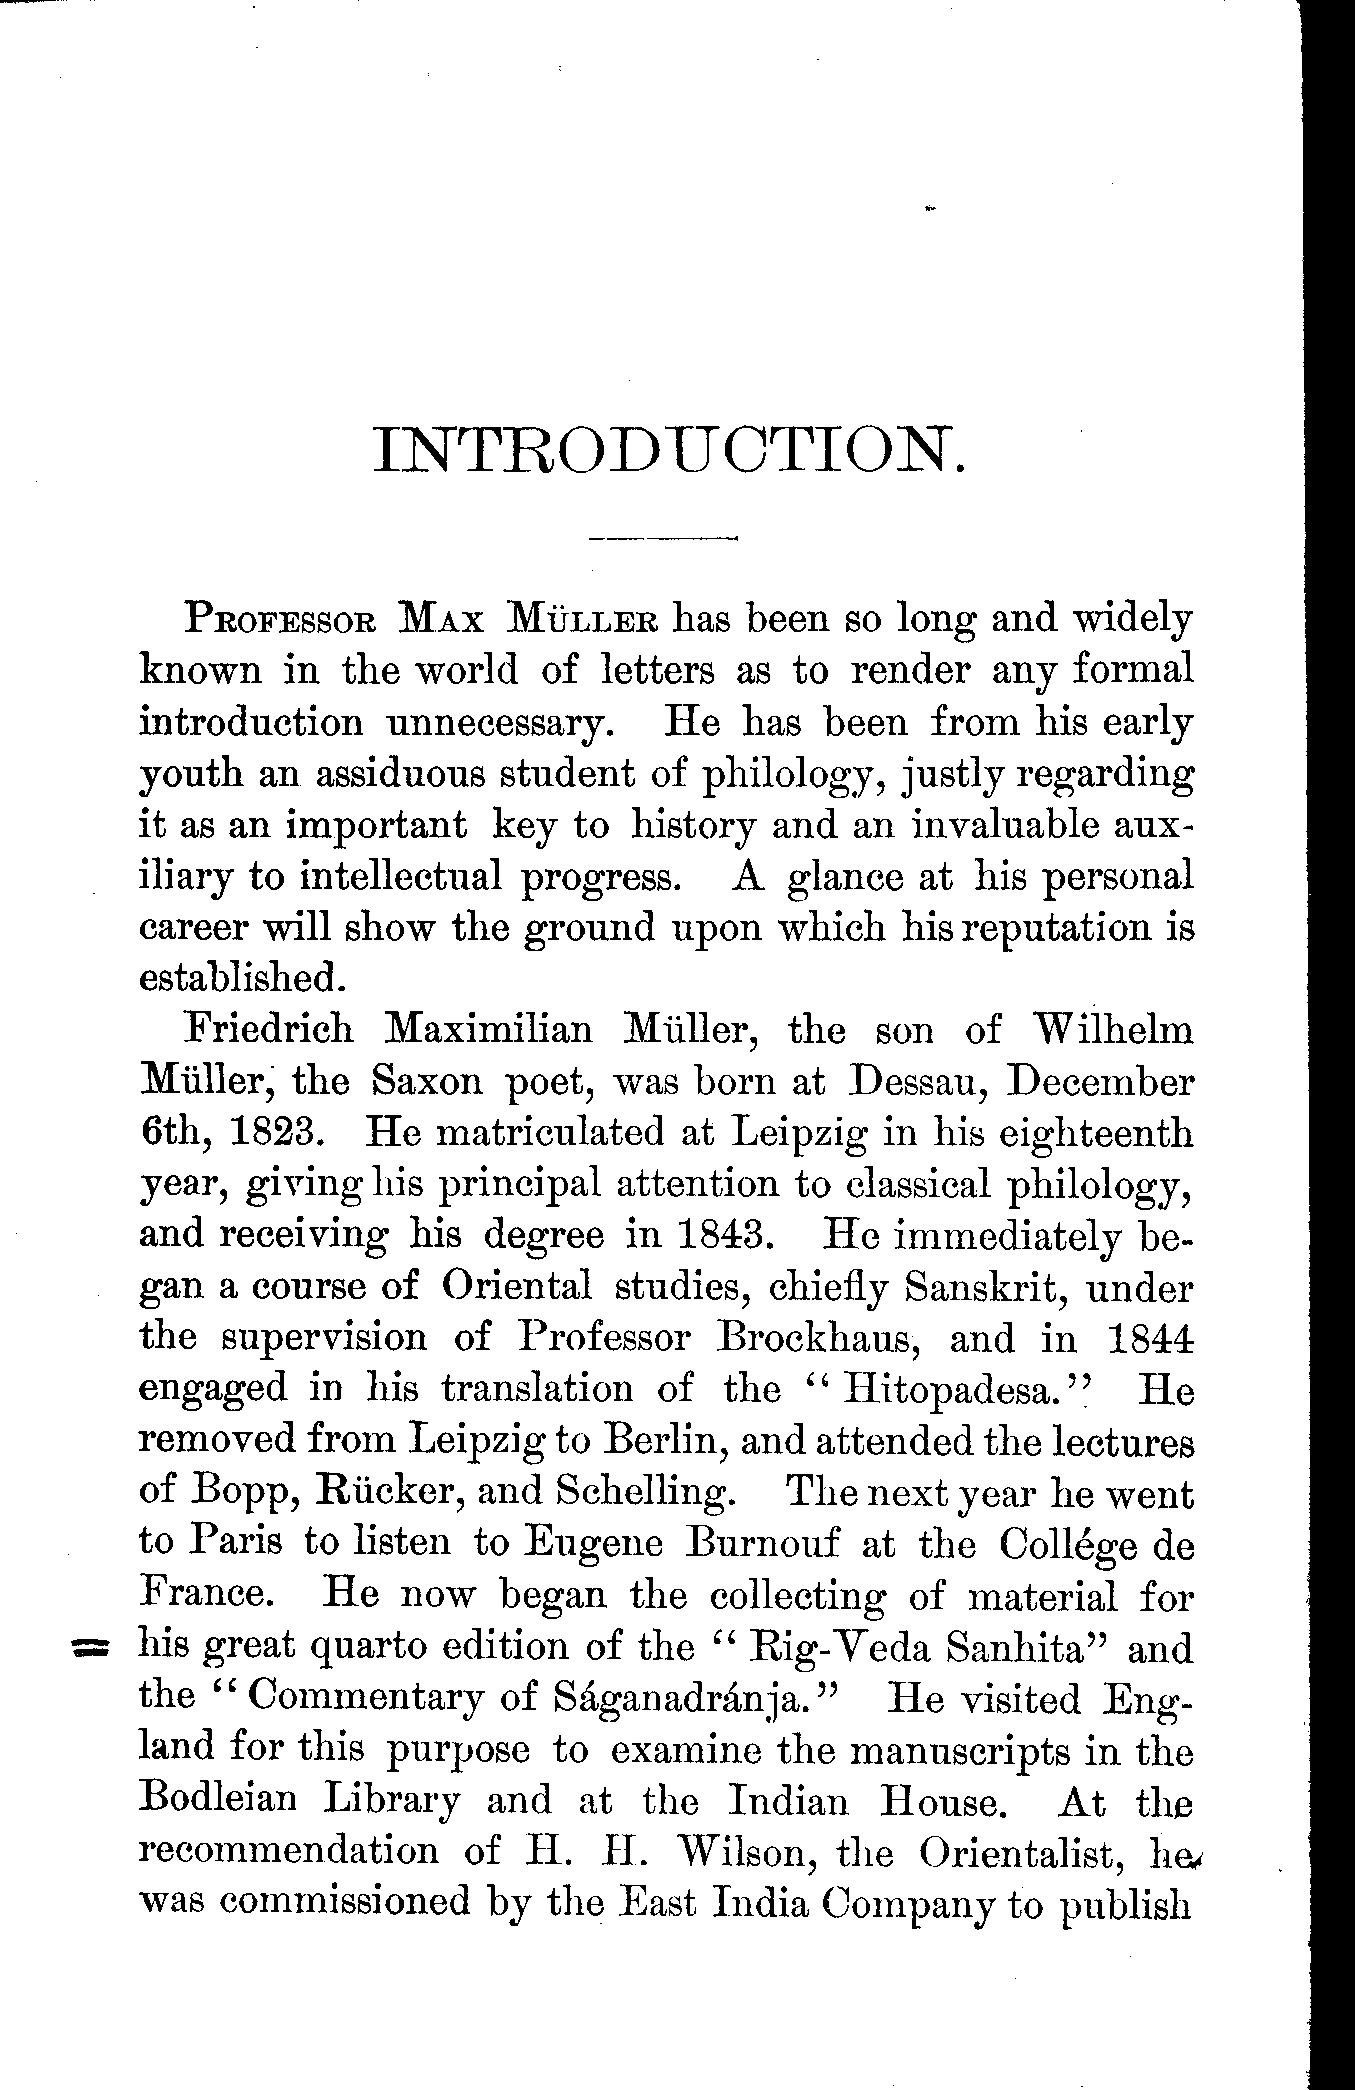 INTRODUCTION.
PROFESSOR MAX MÜLLER has been so long and widely
known in the world of letters as to render any formal
introduction unnecessary. He has been from his early
youth an assiduous student of philology, justly regarding
it as an important key to history and an invaluable aux-
iliary to intellectual progress. A glance at his personal
career will show the ground upon which his reputation is
established.
Friedrich Maximilian Müller, the son of Wilhelm
Müller, the Saxon poet, was born at Dessau, December
6th, 1823. He matriculated at Leipzig in his eighteenth
year, giving his principal attention to classical philology,
and receiving his degree in 1843. He immediately be-
gan a course of Oriental studies, chiefly Sanskrit, under
the supervision of Professor Brockhaus, and in 1844
engaged in his translation of the “ Hitopadesa.” He
removed from Leipzig to Berlin, and attended the lectures
of Bopp, Rücker, and Schelling. The next year he went
to Paris to listen to Eugene Burnouf at the Collége de
France. He now began the collecting of material for
his great quarto edition of the “ Rig-Veda Sanhita” and
the “ Commentary of Ságanadránja.” He visited Eng-
land for this purpose to examine the manuscripts in the
Bodleian Library and at the Indian House. At the
recommendation of H. H. Wilson, the Orientalist, he
was commissioned by the East India Company to publish